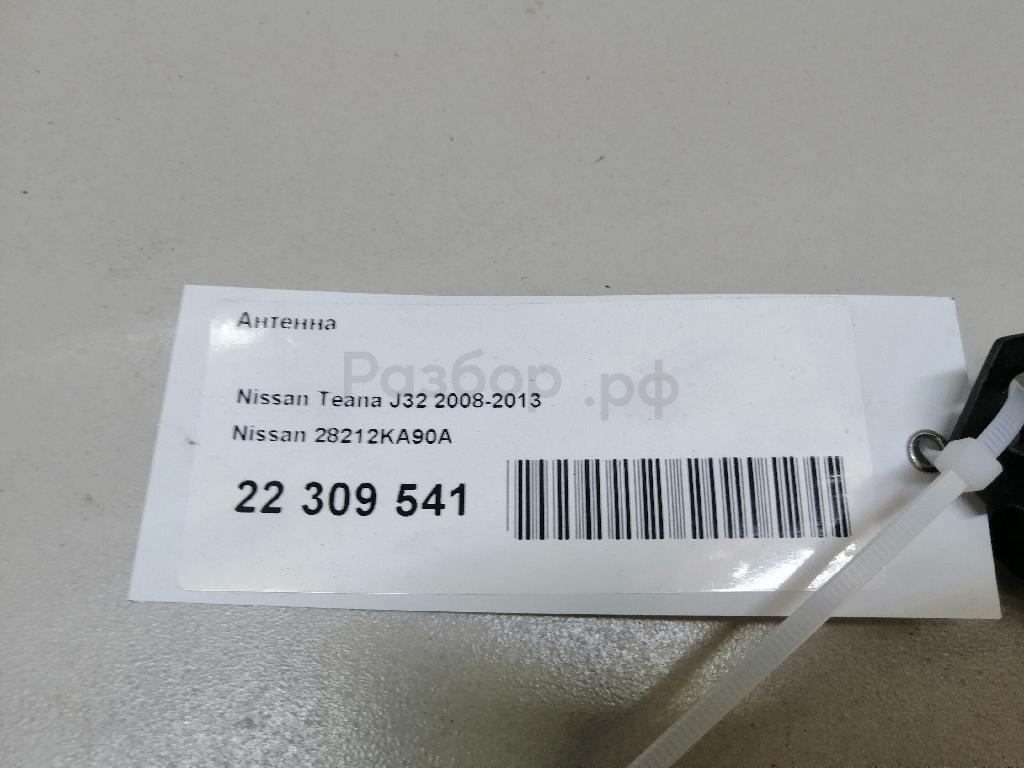 Антенна
Разбор.рф
Nissan Teana J32 2008-2013
Nissan 28212KA90A
22 309 541